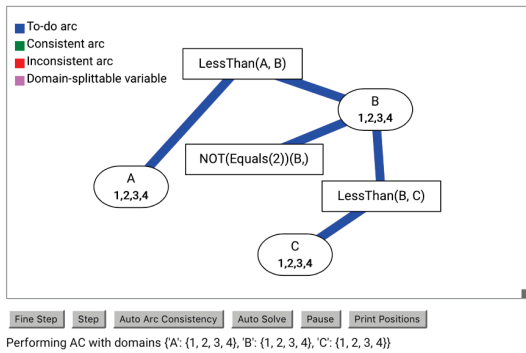 To-do arc
Consistent arc
Inconsistent arc
Domain-splittable variable
LessThan(A, B)
B
1,2,3,4
NOT(Equals(2))(B,)
A
1,2,3,4
LessThan(B, C)
C
1,2,3,4
Fine Step Step Auto Arc Consistency Auto Solve Pause Print Positions
Performing AC with domains {'A': {1, 2, 3, 4}, 'B': {1, 2, 3, 4}, 'C': {1, 2, 3, 4}}